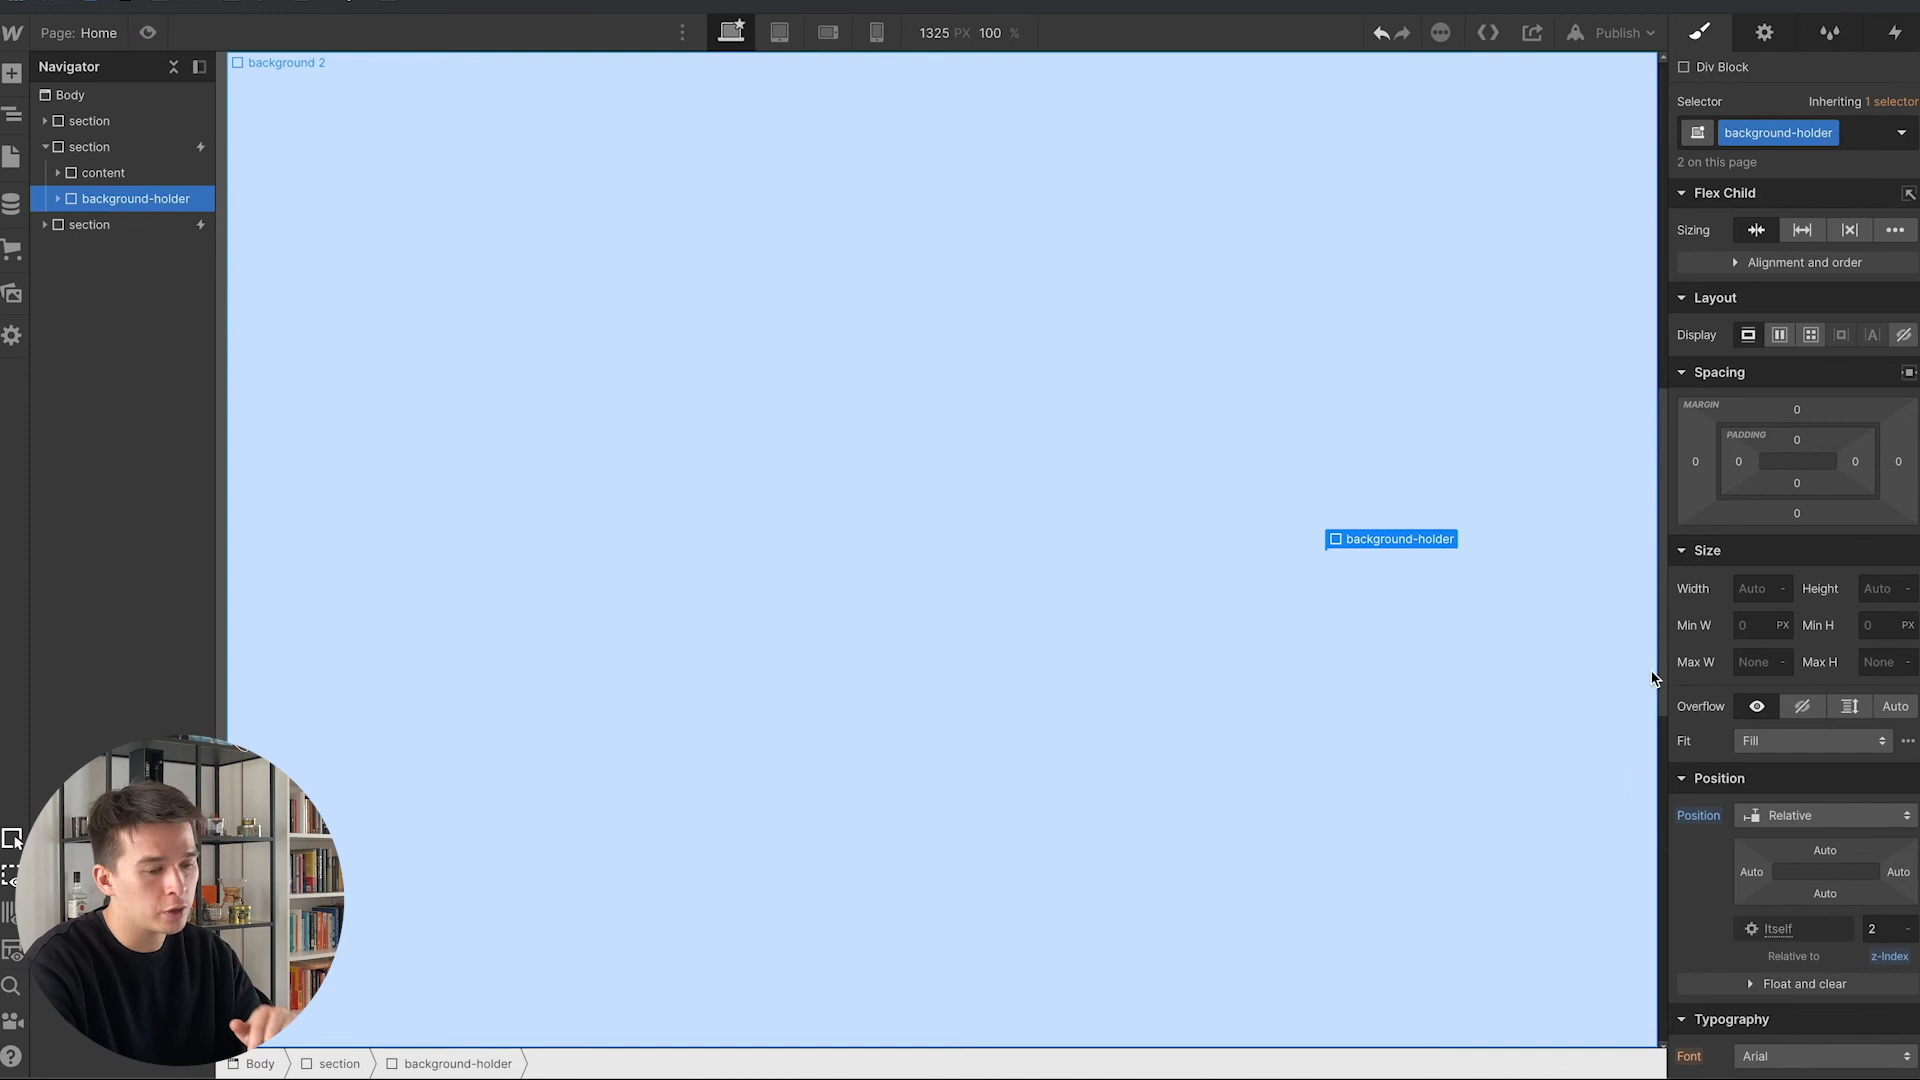 Page: Home
1325 PX 100 %
Publish
Navigator
Body
section
section
content
background-holder
section
background 2
background-holder
Div Block
Selector
Inheriting 1 selector
background-holder
2 on this page
Flex Child
Sizing
Alignment and order
Layout
Display
Spacing
MARGIN
0
PADDING
0
0 0 0 0
0
0
Size
Width Auto - Height Auto -
Min W 0 PX Min H 0 PX
Max W None - Max H None -
Overflow Auto
Fit Fill
Position
Position Relative
Auto
Auto Auto
Auto
Itself 2 -
Relative to z-Index
Float and clear
Typography
Font Arial
Body section background-holder